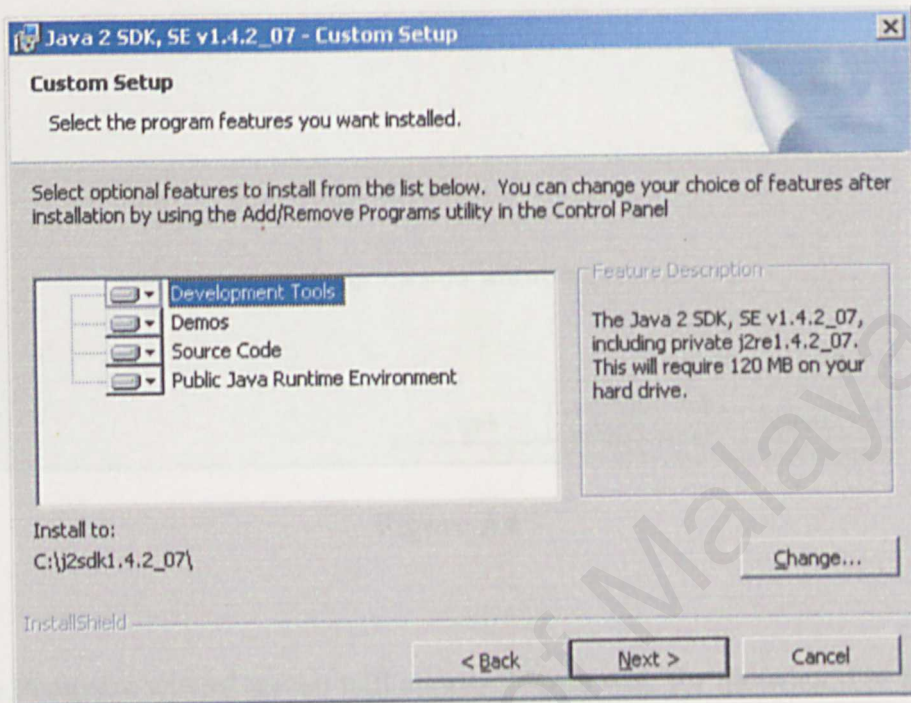 Java 2 SDK, SE v1.4.2_07 - Custom Setup
Custom Setup
Select the program features you want installed.
Select optional features to install from the list below. You can change your choice of features after
installation by using the Add/Remove Programs utility in the Control Panel
Development Tools
Demos
Source Code
Public Java Runtime Environment
Feature Description
The Java 2 SDK, SE v1.4.2_07,
including private j2re1.4.2_07.
This will require 120 MB on your
hard drive.
Install to:
C:\j2sdk1.4.2_07\
Change...
InstallShield
< Back
Next >
Cancel
of Malaya